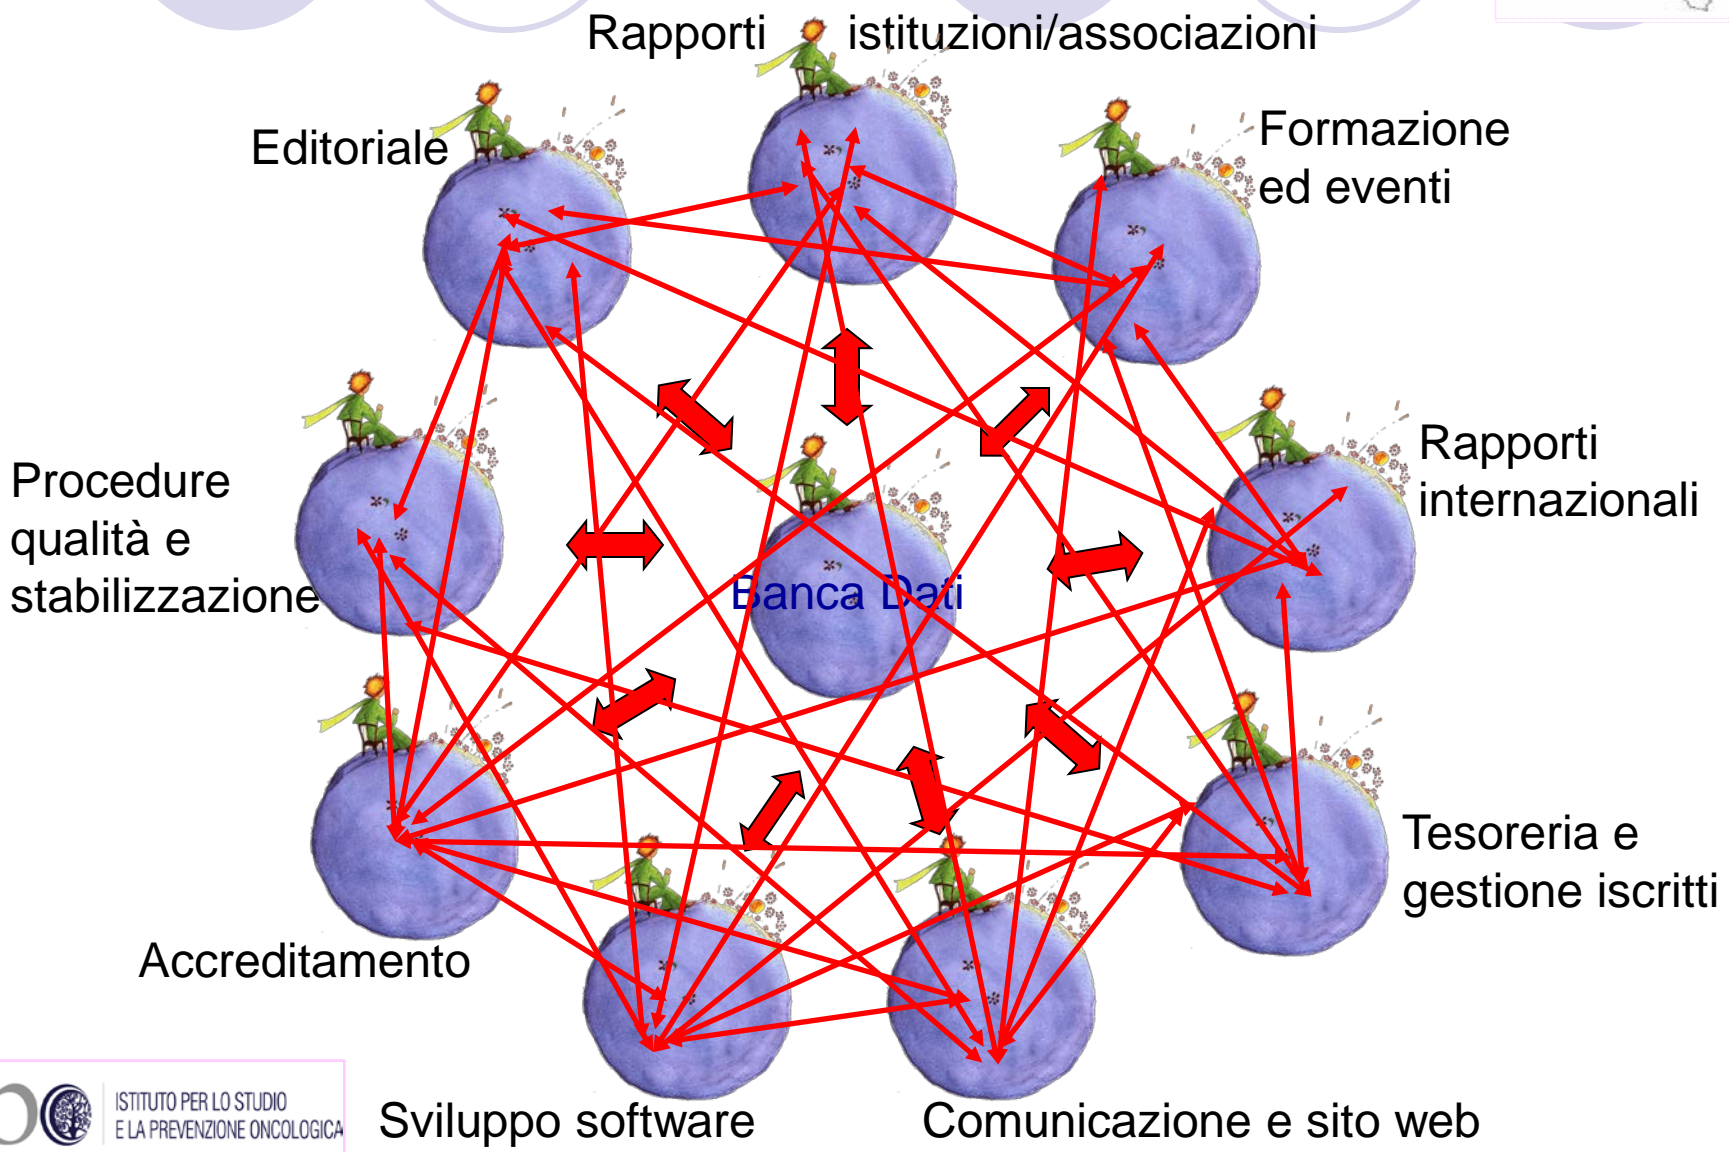 Rapporti istituzioni/associazioni
Editoriale
Formazione
ed eventi
Procedure
qualità e
stabilizzazione
Rapporti
internazionali
Banca Dati
Tesoreria e
gestione iscritti
Accreditamento
Sviluppo software
Comunicazione e sito web
ISTITUTO PER LO STUDIO
E LA PREVENZIONE ONCOLOGICA